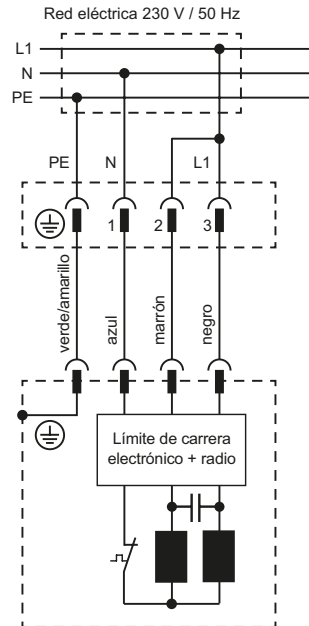 Red eléctrica 230 V / 50 Hz
L1
N
PE
PE N L1
1 2 3
verde/amarillo
azul
marrón
negro
Límite de carrera
electrónico + radio